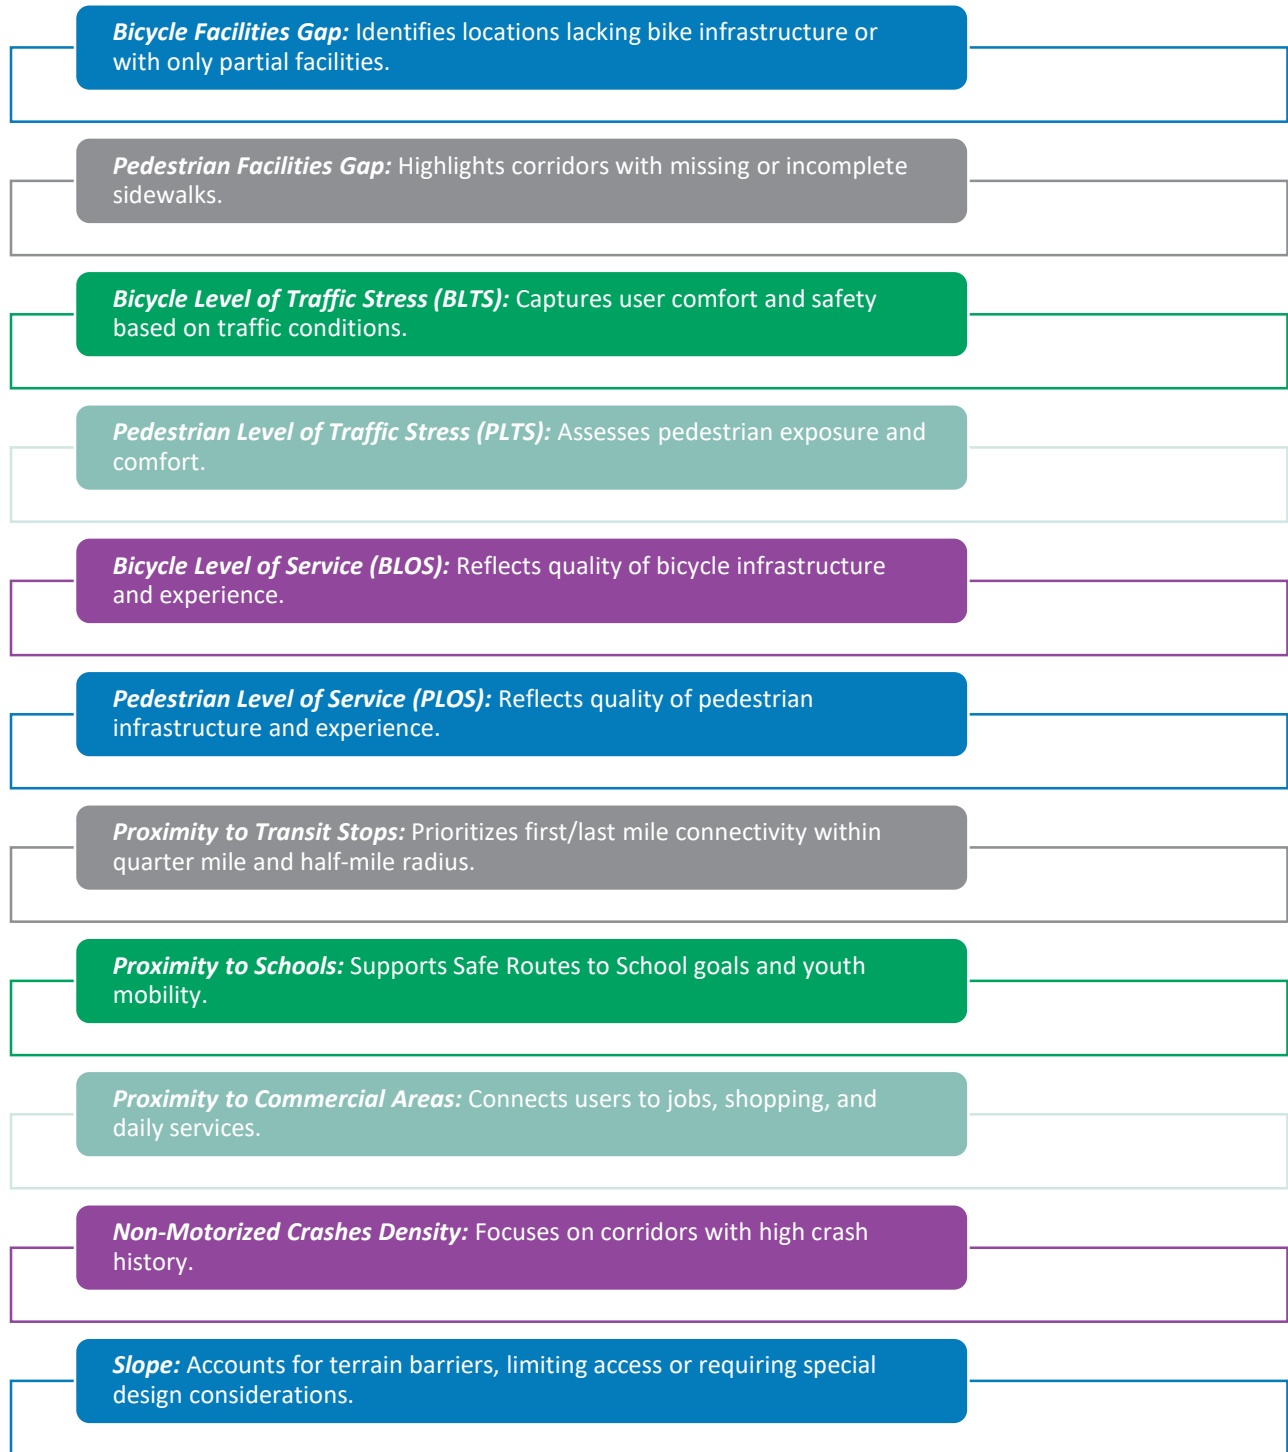 Bicycle Facilities Gap: Identifies locations lacking bike infrastructure or
with only partial facilities.
Pedestrian Facilities Gap: Highlights corridors with missing or incomplete
sidewalks.
Bicycle Level of Traffic Stress (BLTS): Captures user comfort and safety
based on traffic conditions.
Pedestrian Level of Traffic Stress (PLTS): Assesses pedestrian exposure and
comfort.
Bicycle Level of Service (BLOS): Reflects quality of bicycle infrastructure
and experience.
Pedestrian Level of Service (PLOS): Reflects quality of pedestrian
infrastructure and experience.
Proximity to Transit Stops: Prioritizes first/last mile connectivity within
quarter mile and half-mile radius.
Proximity to Schools: Supports Safe Routes to School goals and youth
mobility.
Proximity to Commercial Areas: Connects users to jobs, shopping, and
daily services.
Non-Motorized Crashes Density: Focuses on corridors with high crash
history.
Slope: Accounts for terrain barriers, limiting access or requiring special
design considerations.